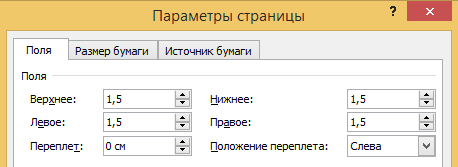 Параметры страницы
?
Поля Размер бумаги Источник бумаги
Поля
Верхнее: 1,5 Нижнее: 1,5
Левое: 1,5 Правое: 1,5
Переплет: 0 см Положение переплета: Слева